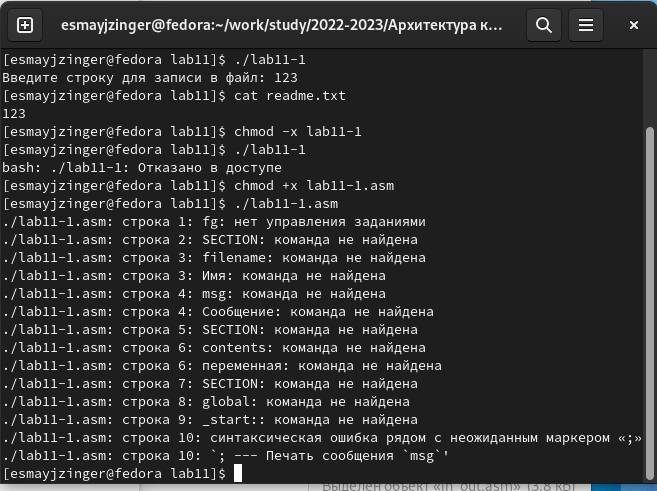 esmayjzinger@fedora:~/work/study/2022-2023/Архитектура к...
[esmayjzinger@fedora lab11]$ ./lab11-1
Введите строку для записи в файл: 123
[esmayjzinger@fedora lab11]$ cat readme.txt
123
[esmayjzinger@fedora lab11]$ chmod -x lab11-1
[esmayjzinger@fedora lab11]$ ./lab11-1
bash: ./lab11-1: Отказано в доступе
[esmayjzinger@fedora lab11]$ chmod +x lab11-1.asm
[esmayjzinger@fedora lab11]$ ./lab11-1.asm
./lab11-1.asm: строка 1: fg: нет управления заданиями
./lab11-1.asm: строка 2: SECTION: команда не найдена
./lab11-1.asm: строка 3: filename: команда не найдена
./lab11-1.asm: строка 3: Имя: команда не найдена
./lab11-1.asm: строка 4: msg: команда не найдена
./lab11-1.asm: строка 4: Сообщение: команда не найдена
./lab11-1.asm: строка 5: SECTION: команда не найдена
./lab11-1.asm: строка 6: contents: команда не найдена
./lab11-1.asm: строка 6: переменная: команда не найдена
./lab11-1.asm: строка 7: SECTION: команда не найдена
./lab11-1.asm: строка 8: global: команда не найдена
./lab11-1.asm: строка 9: _start:: команда не найдена
./lab11-1.asm: строка 10: синтаксическая ошибка рядом с неожиданным маркером «;»
./lab11-1.asm: строка 10: `; --- Печать сообщения `msg`'
[esmayjzinger@fedora lab11]$
Выделен объект «in_out.asm» (3,8 кБ)